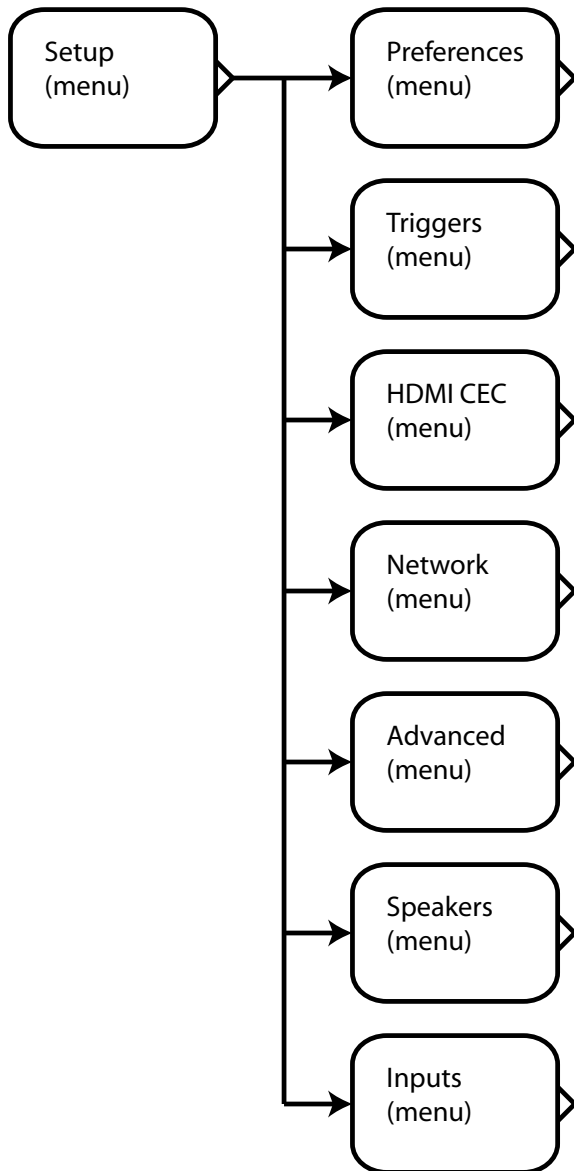 Setup
(menu)
Preferences
(menu)
Triggers
(menu)
HDMI CEC
(menu)
Network
(menu)
Advanced
(menu)
Speakers
(menu)
Inputs
(menu)